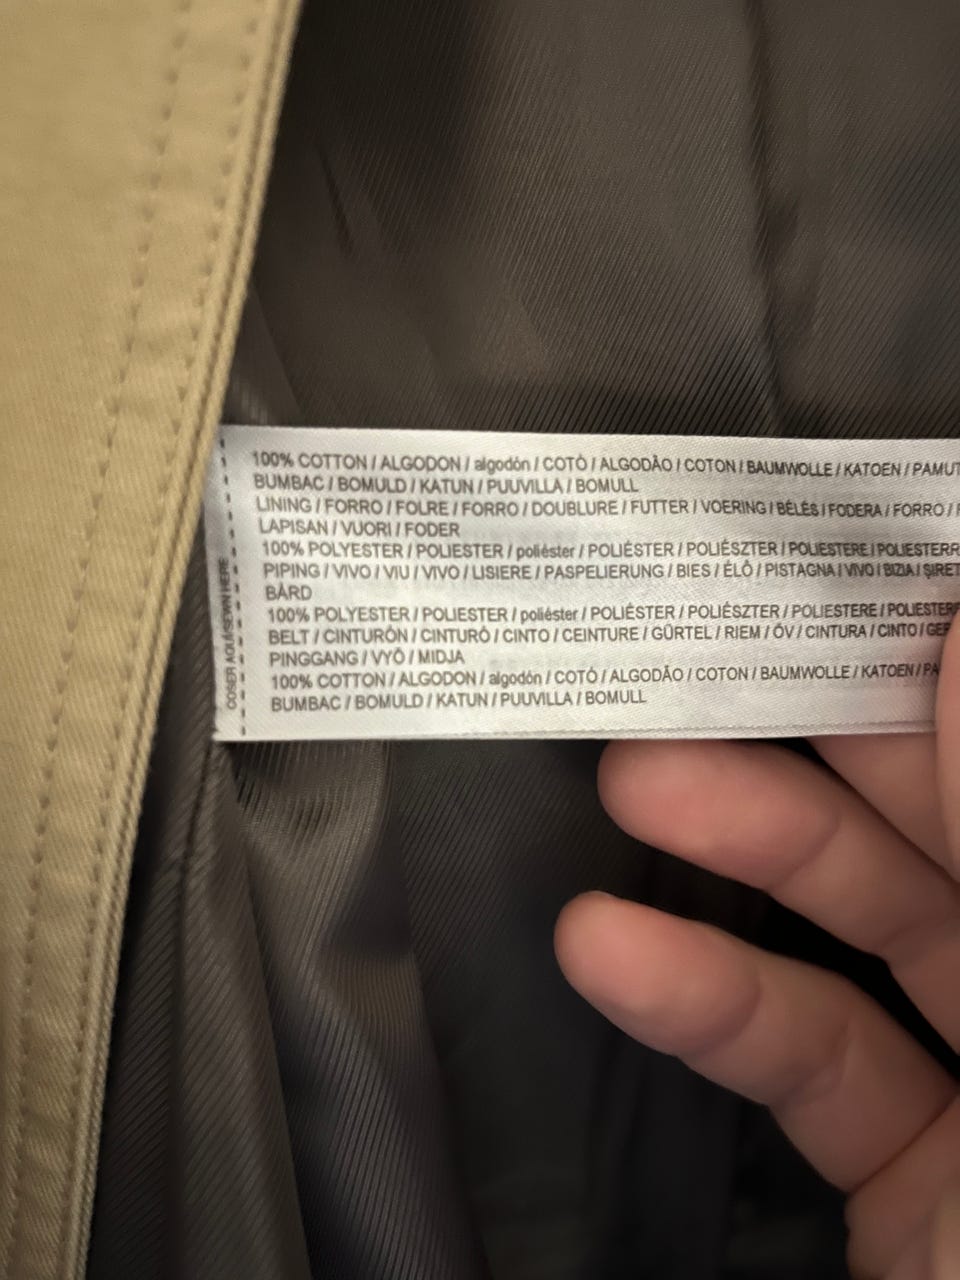 100% COTTON / ALGODON / algodón / COTÓ / ALGODÃO / COTON / BAUMWOLLE / KATOEN / PAMUT
BUMBAC / BOMULD / KATUN / PUUVILLA / BOMULL
LINING / FORRO / FOLRE / FORRO / DOUBLURE / FUTTER / VOERING / BÉLÉS / FODERA / FORRO /
LAPISAN / VUORI / FODER
100% POLYESTER / POLIESTER / poliéster / POLIÉSTER / POLIÉSZTER / POLIESTERE / POLIESTERR
PIPING / VIVO / VIU / VIVO / LISIERE / PASPELIERUNG / BIES / ÉLŐ / PISTAGNA / VIVO / BIZIA / ŞIRET
BÅRD
100% POLYESTER / POLIESTER / poliéster / POLIÉSTER / POLIÉSZTER / POLIESTERE / POLIESTERR
BELT / CINTURÓN / CINTURÓ / CINTO / CEINTURE / GÜRTEL / RIEM / ÖV / CINTURA / CINTO / GER
PINGGANG / VYÖ / MIDJA
100% COTTON / ALGODON / algodón / COTÓ / ALGODÃO / COTON / BAUMWOLLE / KATOEN / PA
BUMBAC / BOMULD / KATUN / PUUVILLA / BOMULL
COSER AQUÍ/SEWN HERE